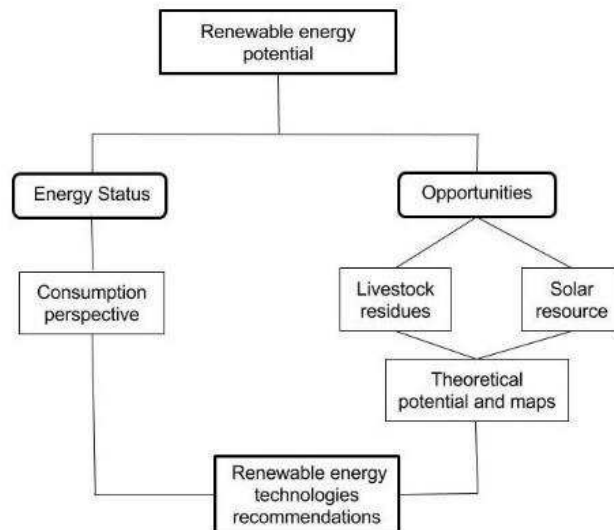 Renewable energy
potential
Energy Status
Opportunities
Consumption
perspective
Livestock
residues
Solar
resource
Theoretical
potential and maps
Renewable energy
technologies
recommendations